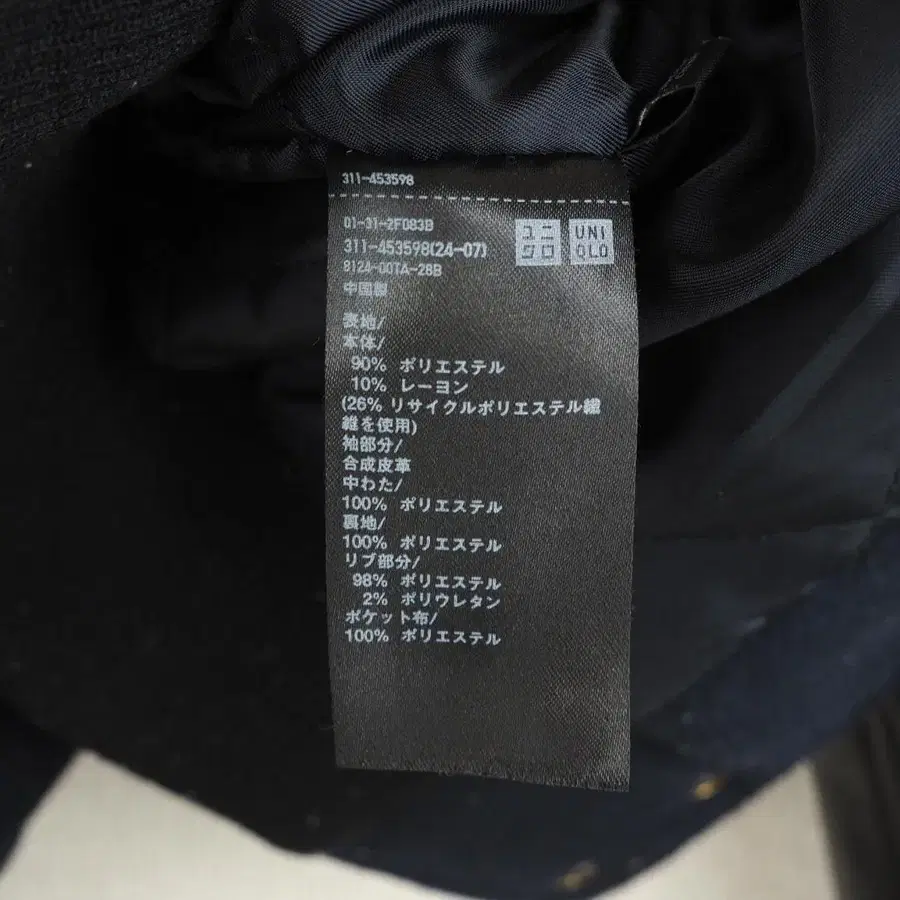 311-453598
01-31-2F083B
ユニ
クロ
UNI
QLO
311-453598(24-07)
8124-00TA-28B
中国製
表地/
本体/
90% ポリエステル
10% レーヨン
(26% リサイクルポリエステル繊
維を使用)
袖部分/
合成皮革
中わた/
100% ポリエステル
裏地/
100% ポリエステル
リブ部分/
98% ポリエステル
2% ポリウレタン
ポケット布/
100% ポリエステル